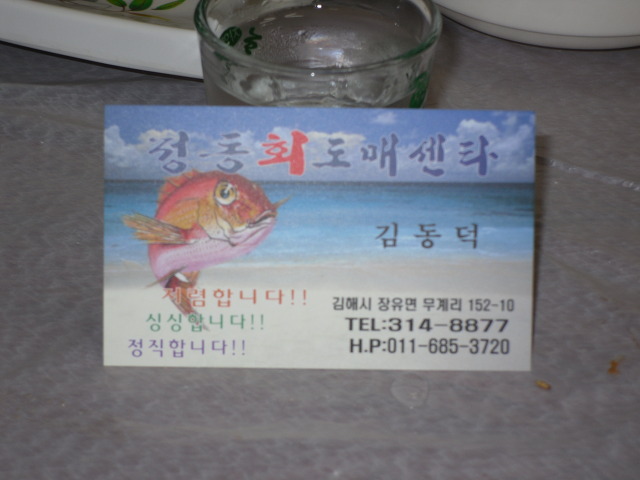 정·동회도매센타
김동덕
저렴합니다!!
싱싱합니다!!
정직합니다!!
김해시 장유면 무계리 152-10
TEL:314-8877
H.P:011-685-3720